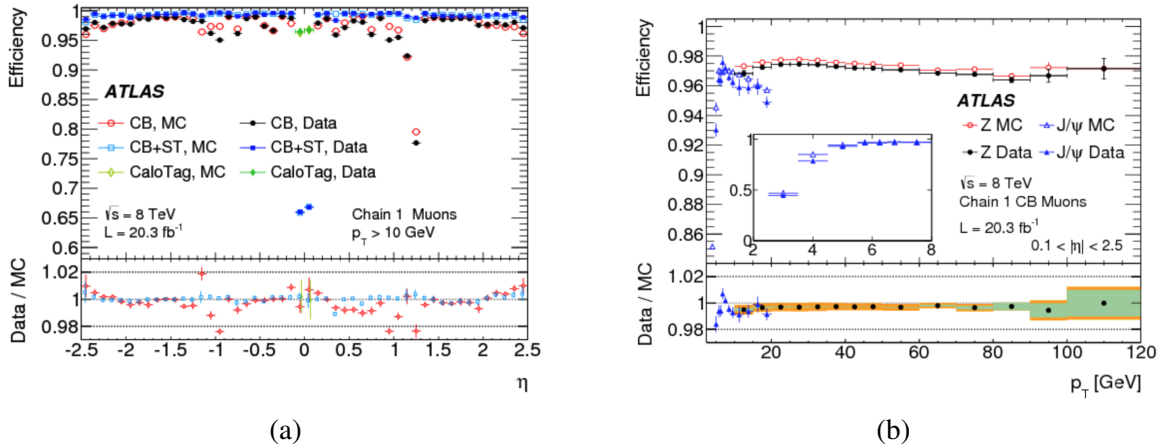 Efficiency
1
0.95
0.9
0.85
0.8
0.75
0.7
0.65
0.6
ATLAS
CB, MC
CB, Data
CB+ST, MC
CB+ST, Data
CaloTag, MC
CaloTag, Data
√s = 8 TeV
L = 20.3 fb⁻¹
Chain 1 Muons
p_T > 10 GeV
Data / MC
1.02
1
0.98
-2.5 -2 -1.5 -1 -0.5 0 0.5 1 1.5 2 2.5
η
(a)
Efficiency
1
0.98
0.96
0.94
0.92
0.9
0.88
0.86
ATLAS
Z MC
J/ψ MC
Z Data
J/ψ Data
√s = 8 TeV
Chain 1 CB Muons
L = 20.3 fb⁻¹
0.1 < |η| < 2.5
1
0.5
0
2 4 6 8
Data / MC
1.02
1
0.98
20 40 60 80 100 120
p_T [GeV]
(b)